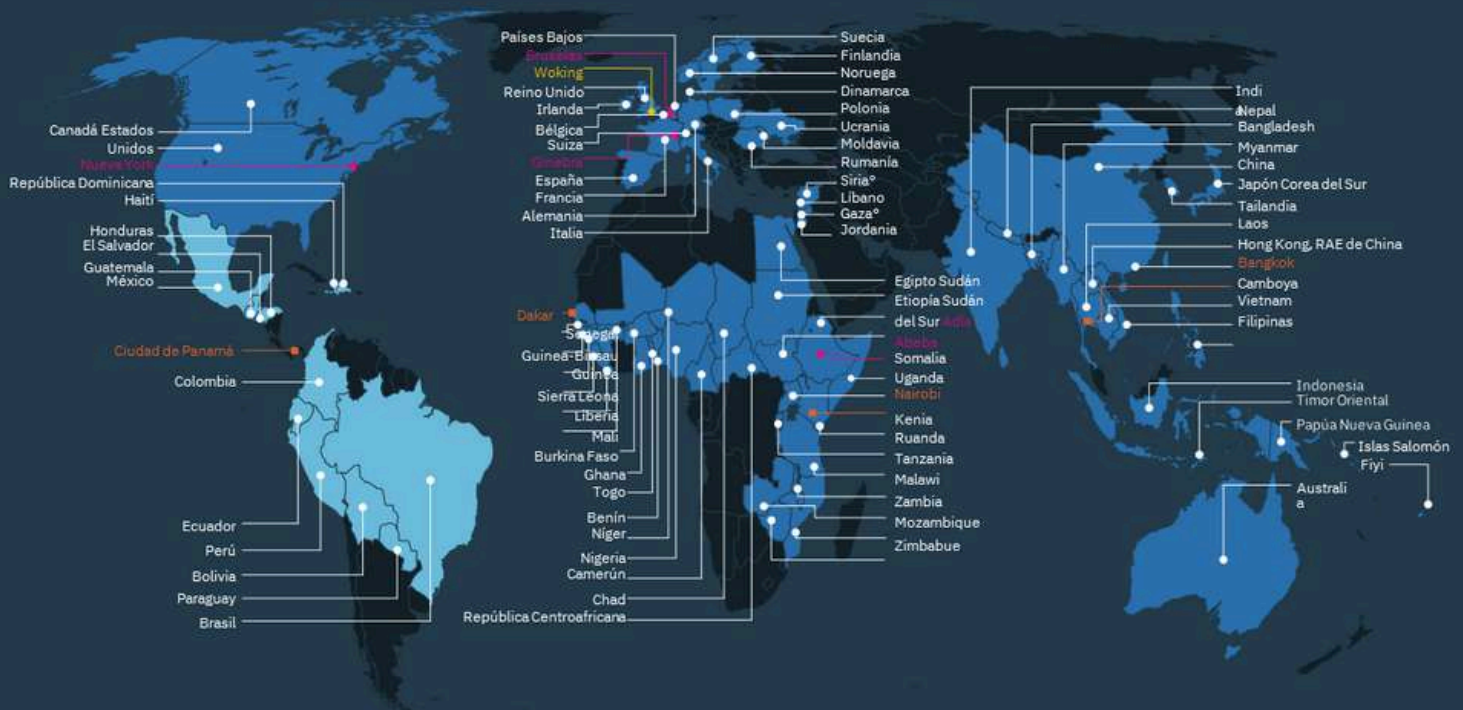 Canadá Estados
Unidos
Nueva York
República Dominicana
Haití
Honduras
El Salvador
Guatemala
México
Ciudad de Panamá
Colombia
Ecuador
Perú
Bolivia
Paraguay
Brasil
Países Bajos
Bruselas
Woking
Reino Unido
Irlanda
Bélgica
Suiza
Ginebra
España
Francia
Alemania
Italia
Suecia
Finlandia
Noruega
Dinamarca
Polonia
Ucrania
Moldavia
Rumanía
Siria°
Líbano
Gaza°
Jordania
Dakar
Senegal
Guinea-Bissau
Guinea
Sierra Leona
Liberia
Mali
Burkina Faso
Ghana
Togo
Benín
Níger
Nigeria
Camerún
Chad
República Centroafricana
Egipto Sudán
Etiopía Sudán
del Sur Adís
Abeba
Somalia
Uganda
Nairobi
Kenia
Ruanda
Tanzania
Malawi
Zambia
Mozambique
Zimbabue
Indi
a
Nepal
Bangladesh
Myanmar
China
Japón Corea del Sur
Tailandia
Laos
Hong Kong, RAE de China
Bangkok
Camboya
Vietnam
Filipinas
Indonesia
Timor Oriental
Papúa Nueva Guinea
Islas Salomón
Fiyi
Australi
a